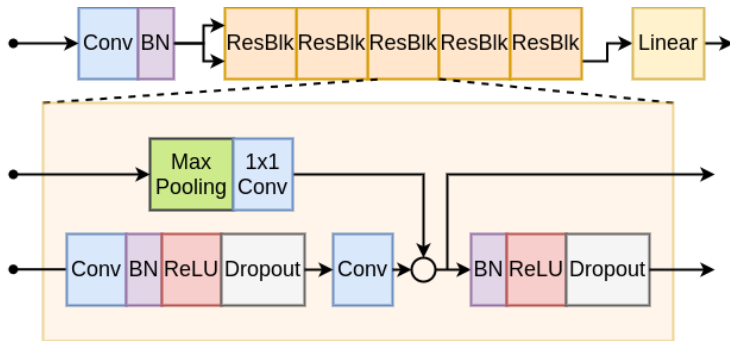 Conv BN ResBlk ResBlk ResBlk ResBlk ResBlk Linear
Max Pooling
1x1 Conv
Conv BN ReLU Dropout Conv BN ReLU Dropout